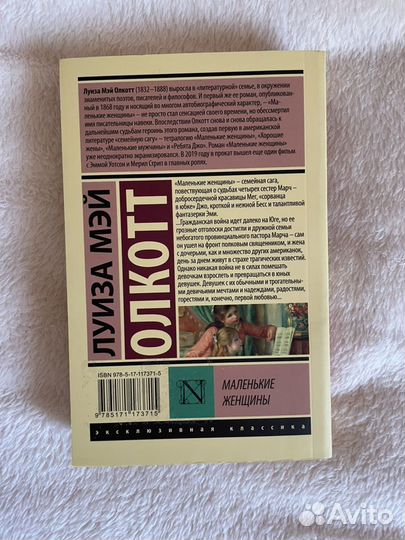 Луиза Мэй Олкотт (1832–1888) выросла в «литературной» семье, в окружении
знаменитых поэтов, писателей и философов. И первый же ее роман, опубликован-
ный в 1868 году и носящий во многом автобиографический характер, – «Ма-
ленькие женщины» – не просто стал сенсацией своего времени, но обессмертил
имя писательницы навеки. Впоследствии Олкотт снова и снова обращалась к
дальнейшим судьбам героинь этого романа, создав первую в американской
литературе «семейную сагу» – тетралогию «Маленькие женщины», «Хорошие
жены», «Маленькие мужчины» и «Ребята Джо». Роман «Маленькие женщины»
уже неоднократно экранизировался. В 2019 году в прокат вышел еще один фильм
с Эммой Уотсон и Мерил Стрип в главных ролях.
ЛУИЗА МЭЙ
ОЛКОТТ
«Маленькие женщины» – семейная сага,
повествующая о судьбах четырех сестер Марч –
добросердечной красавицы Мег, «сорванца
в юбке» Джо, кроткой и нежной Бесс и талантливой
фантазерки Эми.
...Гражданская война идет далеко на Юге, но ее
грозные отголоски достигли и дружной семьи
небогатого провинциального пастора Марча – сам
он ушел на фронт полковым священником, и жена
с дочерьми, как и множество других американок,
день за днем живут в страхе трагических известий.
Однако никакая война не в силах помешать
девочкам взрослеть и превращаться в юных
девушек. Девушек с их обычными и трогательны-
ми девичьими мечтами и надеждами, радостями,
горестями и, конечно, первой любовью...
ISBN 978-5-17-117371-5
9 785171 173715
N
МАЛЕНЬКИЕ
ЖЕНЩИНЫ
эксклюзивная классика
Avito